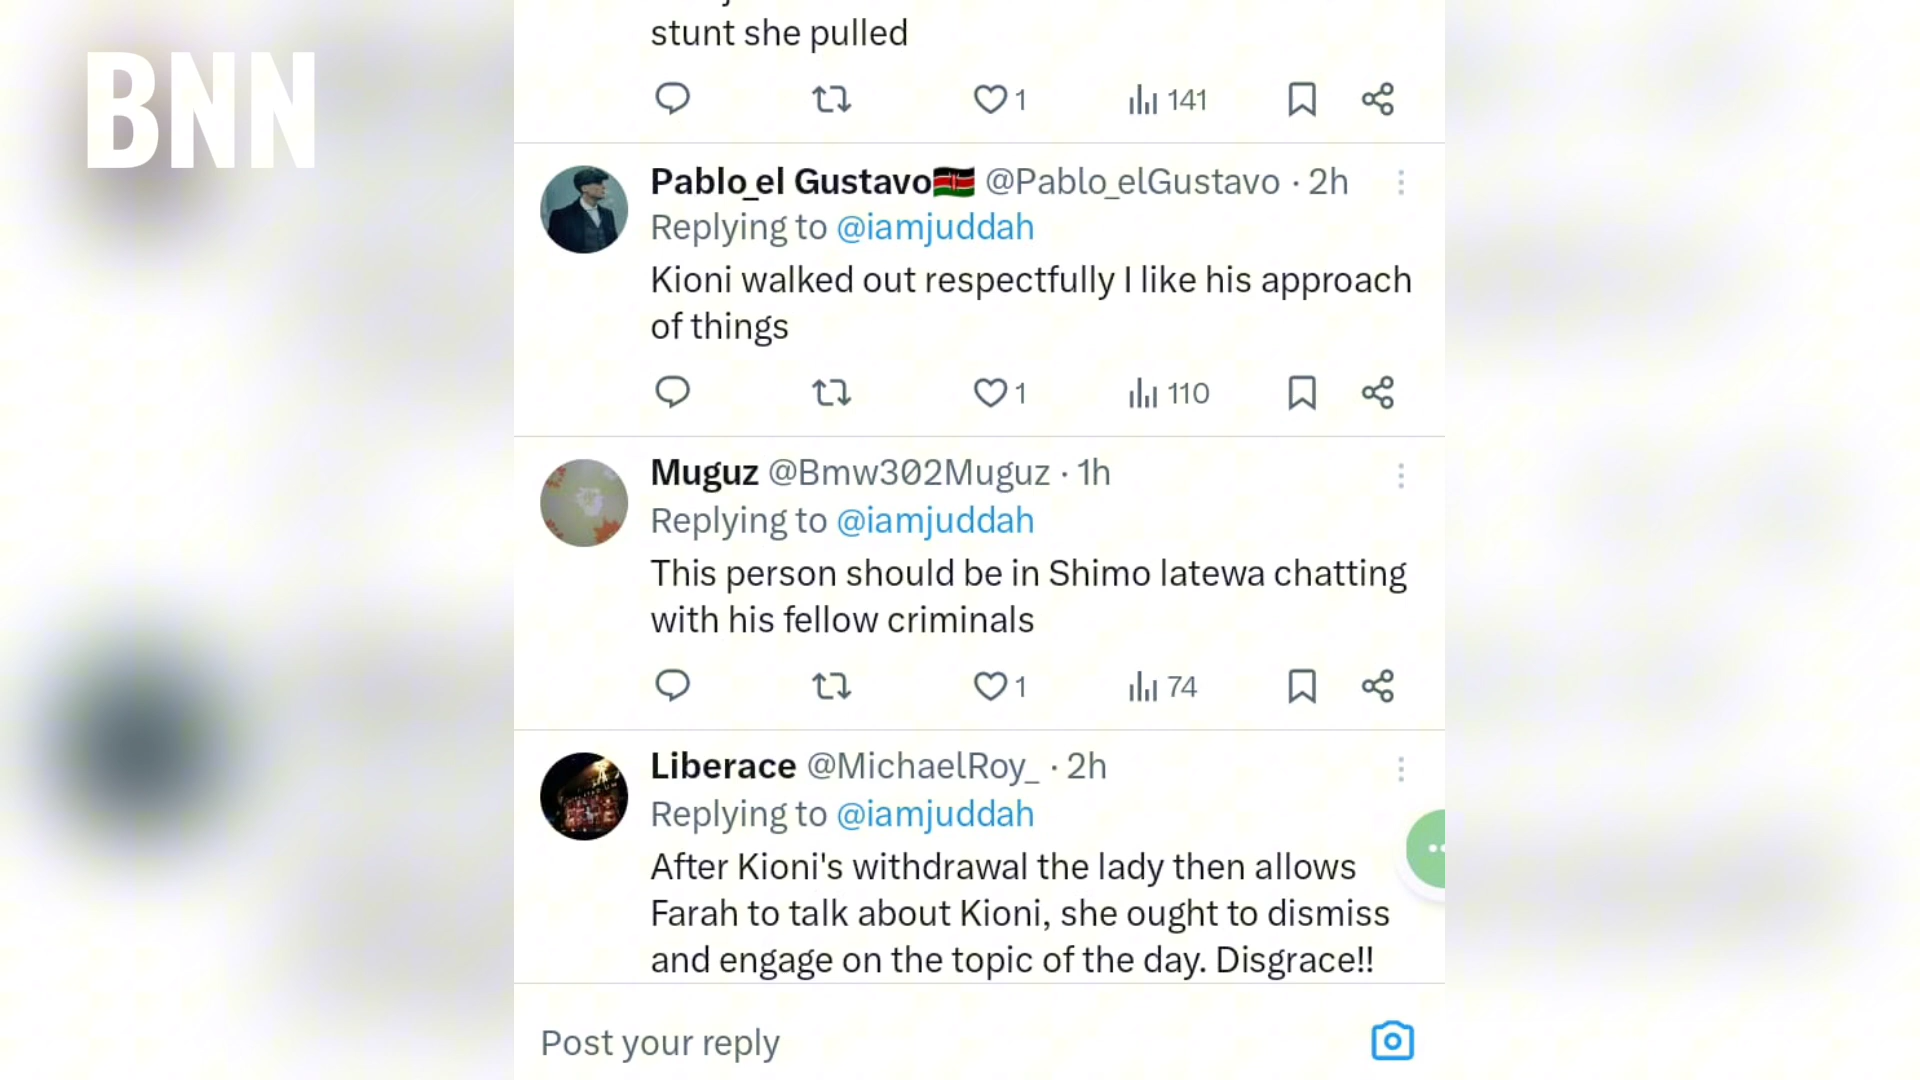 BNN
stunt she pulled
1
141
Pablo_el Gustavo🇰🇪 @Pablo_elGustavo · 2h
Replying to @iamjuddah
Kioni walked out respectfully I like his approach
of things
1
110
Muguz @Bmw302Muguz · 1h
Replying to @iamjuddah
This person should be in Shimo latewa chatting
with his fellow criminals
1
74
Liberace @MichaelRoy_ · 2h
Replying to @iamjuddah
After Kioni's withdrawal the lady then allows
Farah to talk about Kioni, she ought to dismiss
and engage on the topic of the day. Disgrace!!
Post your reply